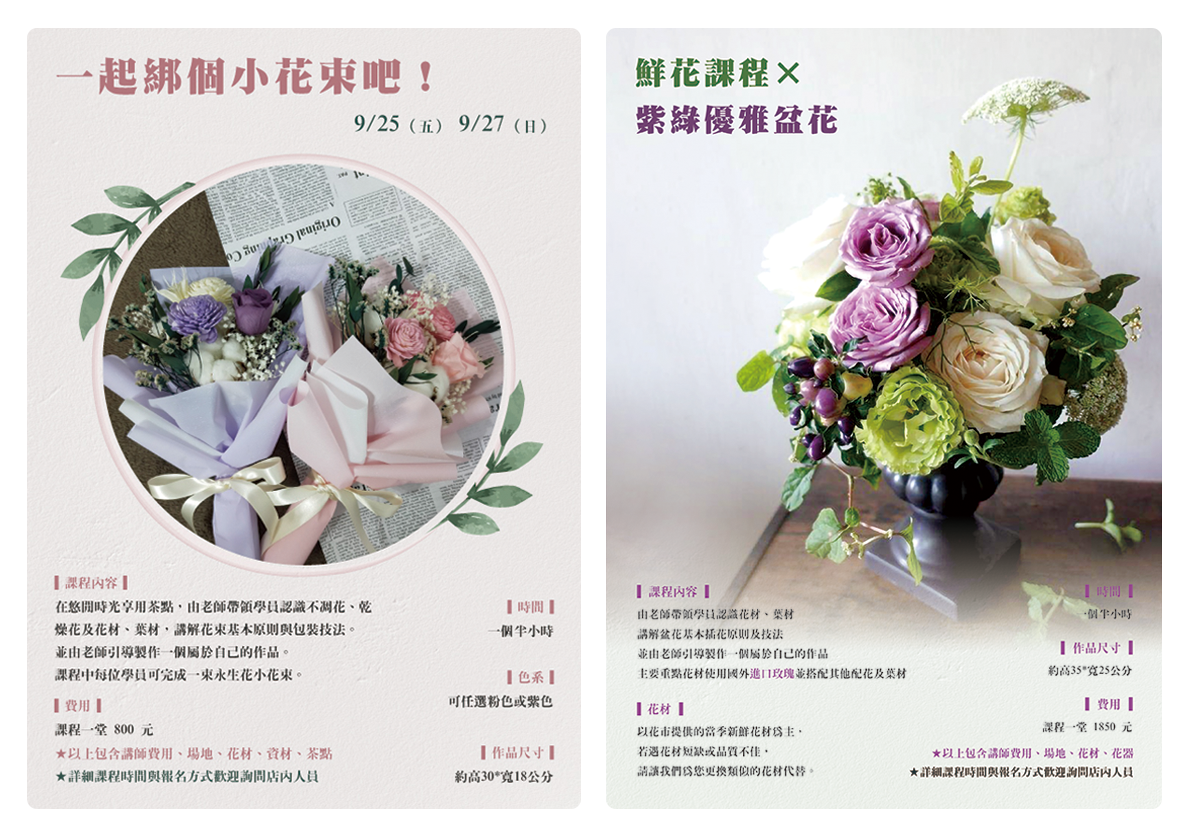 一起綁個小花束吧！
9/25（五） 9/27（日）
Original Graphing Co
▌課程內容▐
在悠閒時光享用茶點，由老師帶領學員認識不凋花、乾
燥花及花材、葉材，講解花束基本原則與包裝技法。
並由老師引導製作一個屬於自己的作品。
課程中每位學員可完成一束永生花小花束。
▌費用▐
課程一堂 800 元
★以上包含講師費用、場地、花材、資材、茶點
★詳細課程時間與報名方式歡迎詢問店內人員
▌時間▐
一個半小時
▌色系▐
可任選粉色或紫色
▌作品尺寸▐
約高30*寬18公分
鮮花課程×
紫綠優雅盆花
▌課程內容▐
由老師帶領學員認識花材、葉材
講解盆花基本插花原則及技法
並由老師引導製作一個屬於自己的作品
主要重點花材使用國外進口玫瑰並搭配其他配花及葉材
▌花材▐
以花市提供的當季新鮮花材為主，
若遇花材短缺或品質不佳，
請讓我們為您更換類似的花材代替。
▌時間▐
一個半小時
▌作品尺寸▐
約高35*寬25公分
▌費用▐
課程一堂 1850 元
★以上包含講師費用、場地、花材、花器
★詳細課程時間與報名方式歡迎詢問店內人員